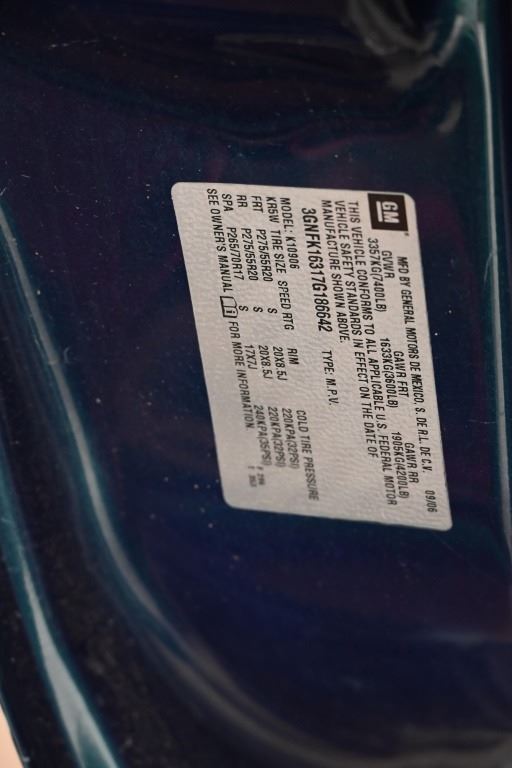 GM®
MFD BY GENERAL MOTORS DE MEXICO, S. DE R.L. DE C.V. 09/06
GVWR GAWR FRT GAWR RR
3357KG(7400LB) 1633KG(3600LB) 1905KG(4200LB)
THIS VEHICLE CONFORMS TO ALL APPLICABLE U.S. FEDERAL MOTOR
VEHICLE SAFETY STANDARDS IN EFFECT ON THE DATE OF
MANUFACTURE SHOWN ABOVE.
3GNFK16317G186642 TYPE: M.P.V.
MODEL: K10906
KR5W TIRE SIZE SPEED RTG RIM COLD TIRE PRESSURE
FRT P275/55R20 S 20X8.5J 220KPA(32PSI)
RR P275/55R20 S 20X8.5J 220KPA(32PSI)
SPA P265/70R17 S 17X7J 240KPA(35PSI)
SEE OWNER'S MANUAL FOR MORE INFORMATION.